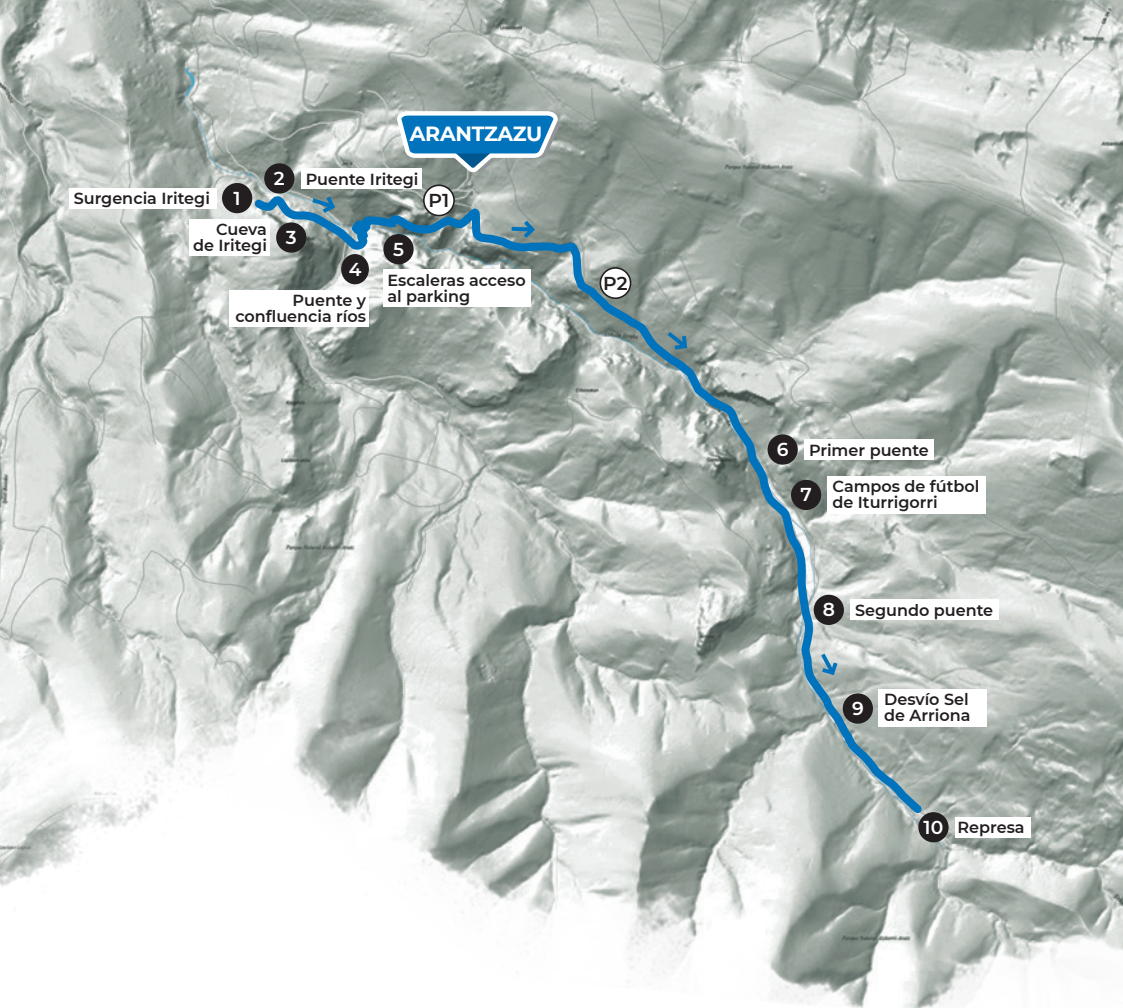 ARANTZAZU
1
Surgencia Iritegi
2
Puente Iritegi
3
Cueva
de Iritegi
4
Puente y
confluencia ríos
5
Escaleras acceso
al parking
P1
P2
6
Primer puente
7
Campos de fútbol
de Iturrigorri
8
Segundo puente
9
Desvío Sel
de Arriona
10
Represa